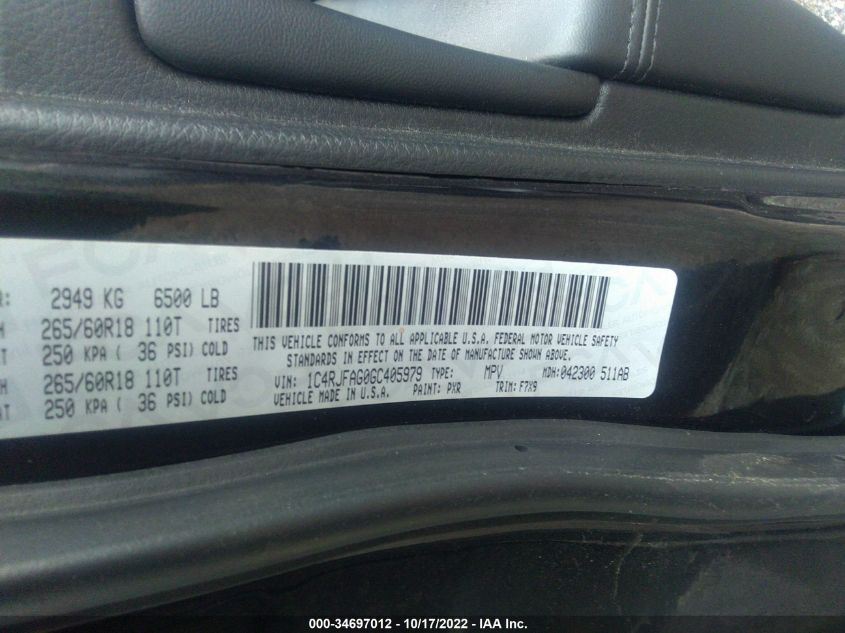 R: 2949 KG 6500 LB
H 265/60R18 110T TIRES
AT 250 KPA ( 36 PSI) COLD
H 265/60R18 110T TIRES
AT 250 KPA ( 36 PSI) COLD
THIS VEHICLE CONFORMS TO ALL APPLICABLE U.S.A. FEDERAL MOTOR VEHICLE SAFETY
STANDARDS IN EFFECT ON THE DATE OF MANUFACTURE SHOWN ABOVE.
VIN: 1C4RJFAG0GC405979 TYPE: MPV MDH:042300 511AB
VEHICLE MADE IN U.S.A. PAINT: PXR TRIM: F7X9
000-34697012 - 10/17/2022 - IAA Inc.